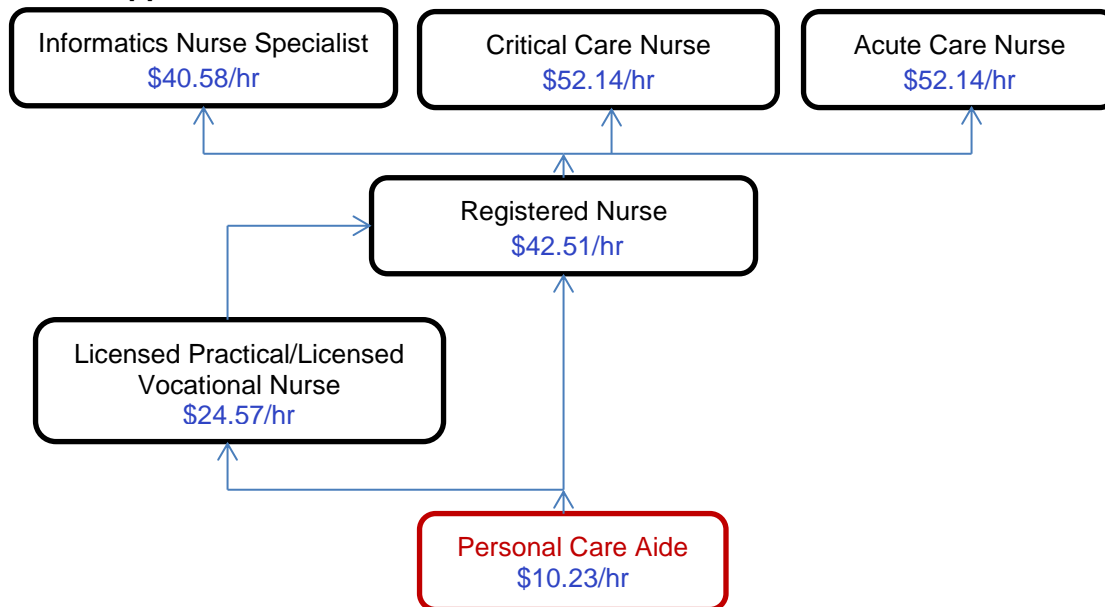 Informatics Nurse Specialist
$40.58/hr
Critical Care Nurse
$52.14/hr
Acute Care Nurse
$52.14/hr
Registered Nurse
$42.51/hr
Licensed Practical/Licensed
Vocational Nurse
$24.57/hr
Personal Care Aide
$10.23/hr